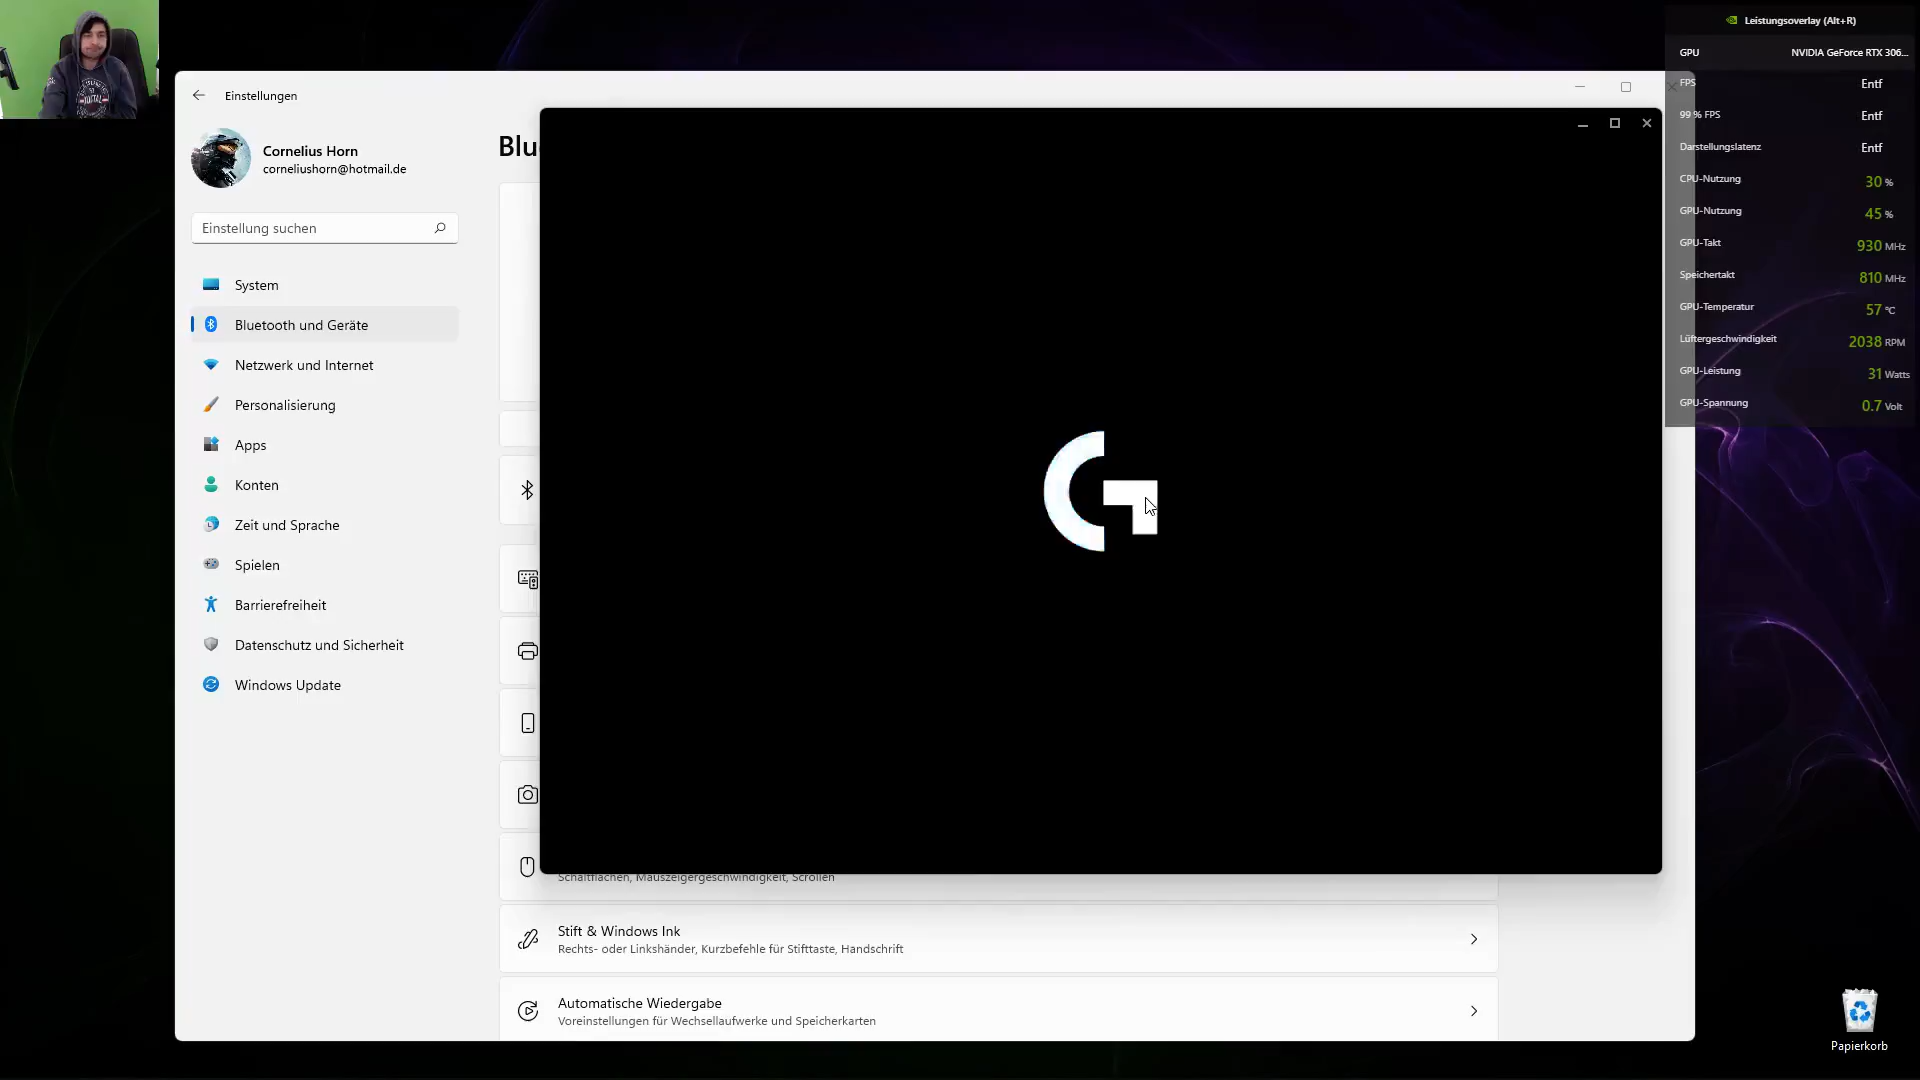 Einstellungen
Cornelius Horn
corneliushorn@hotmail.de
Einstellung suchen
System
Bluetooth und Geräte
Netzwerk und Internet
Personalisierung
Apps
Konten
Zeit und Sprache
Spielen
Barrierefreiheit
Datenschutz und Sicherheit
Windows Update
Blu
Schaltflächen, Mauszeigergeschwindigkeit, Scrollen
Stift & Windows Ink
Rechts- oder Linkshänder, Kurzbefehle für Stifttaste, Handschrift
Automatische Wiedergabe
Voreinstellungen für Wechsellaufwerke und Speicherkarten
Leistungsoverlay (Alt+R)
GPU NVIDIA GeForce RTX 306...
FPS Entf
99 % FPS Entf
Darstellungslatenz Entf
CPU-Nutzung 30 %
GPU-Nutzung 45 %
GPU-Takt 930 MHz
Speichertakt 810 MHz
GPU-Temperatur 57 °C
Lüftergeschwindigkeit 2038 RPM
GPU-Leistung 31 Watts
GPU-Spannung 0.7 Volt
Papierkorb